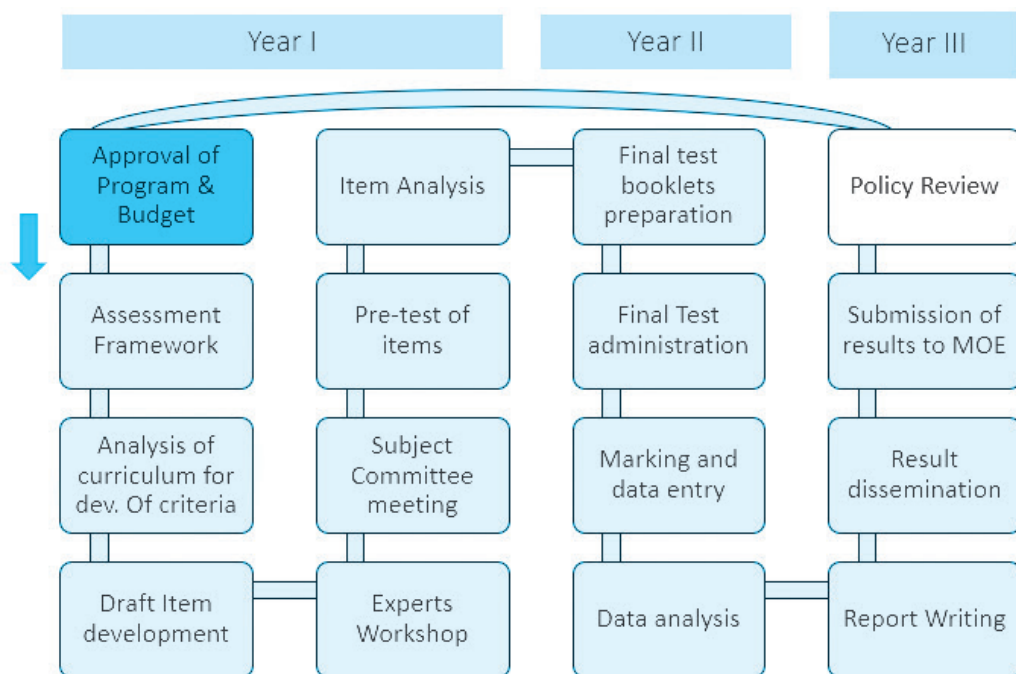 Year I
Year II
Year III
Approval of
Program &
Budget
Assessment
Framework
Analysis of
curriculum for
dev. Of criteria
Draft Item
development
Item Analysis
Pre-test of
items
Subject
Committee
meeting
Experts
Workshop
Final test
booklets
preparation
Final Test
administration
Marking and
data entry
Data analysis
Policy Review
Submission of
results to MOE
Result
dissemination
Report Writing